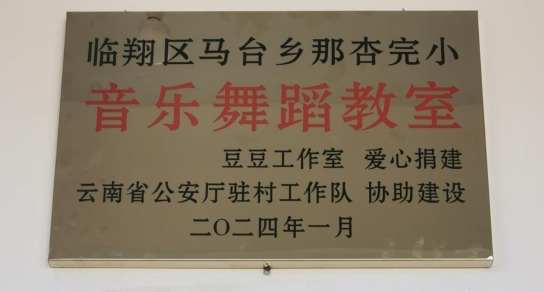 临翔区马台乡那杏完小
音乐舞蹈教室
豆豆工作室 爱心捐建
云南省公安厅驻村工作队 协助建设
二〇二四年一月